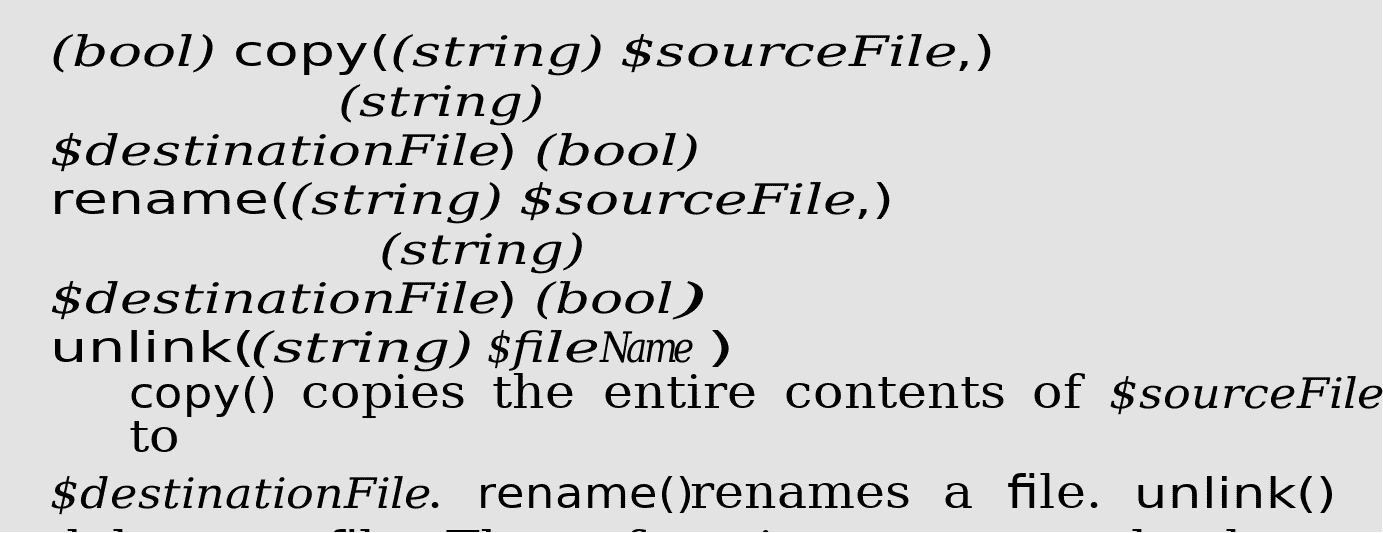 (bool) copy((string) $sourceFile,)
(string)
$destinationFile) (bool)
rename((string) $sourceFile,)
(string)
$destinationFile) (bool)
unlink((string) $fileName )
copy() copies the entire contents of $sourceFile
to
$destinationFile. rename()renames a file. unlink()